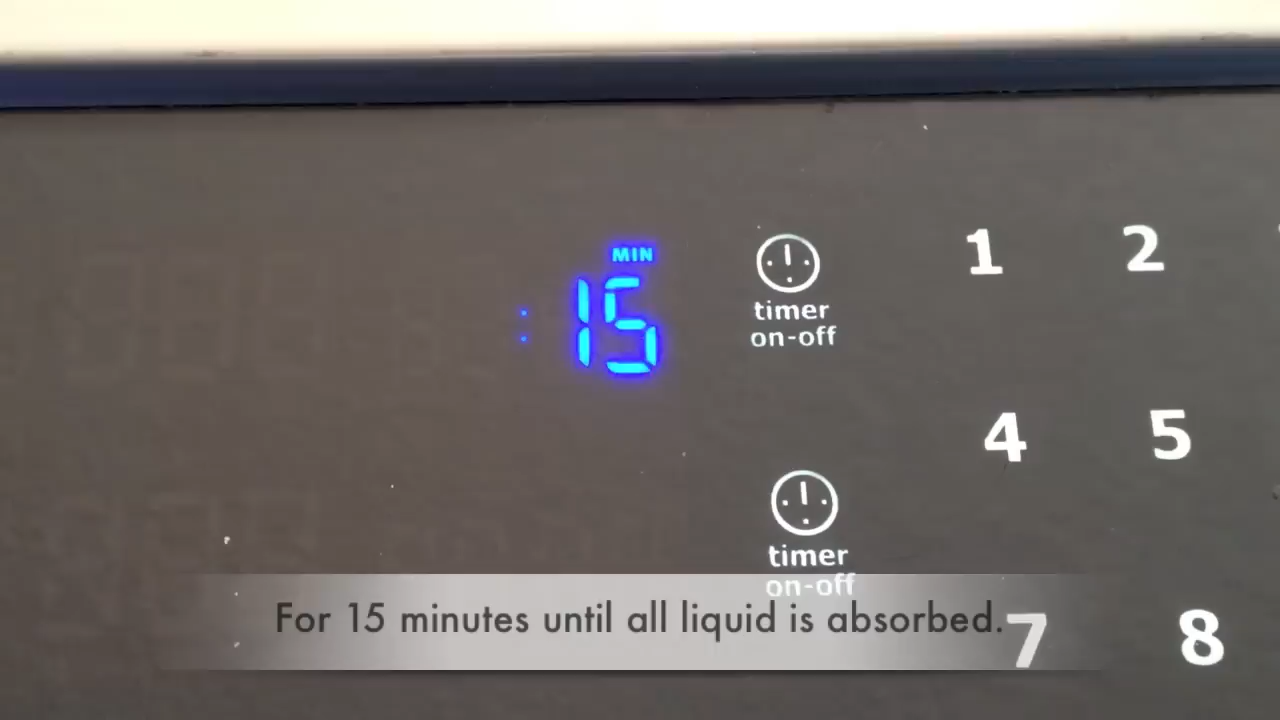 MIN
:15
timer
on-off
1 2
4 5
timer
on-off
For 15 minutes until all liquid is absorbed.
7 8